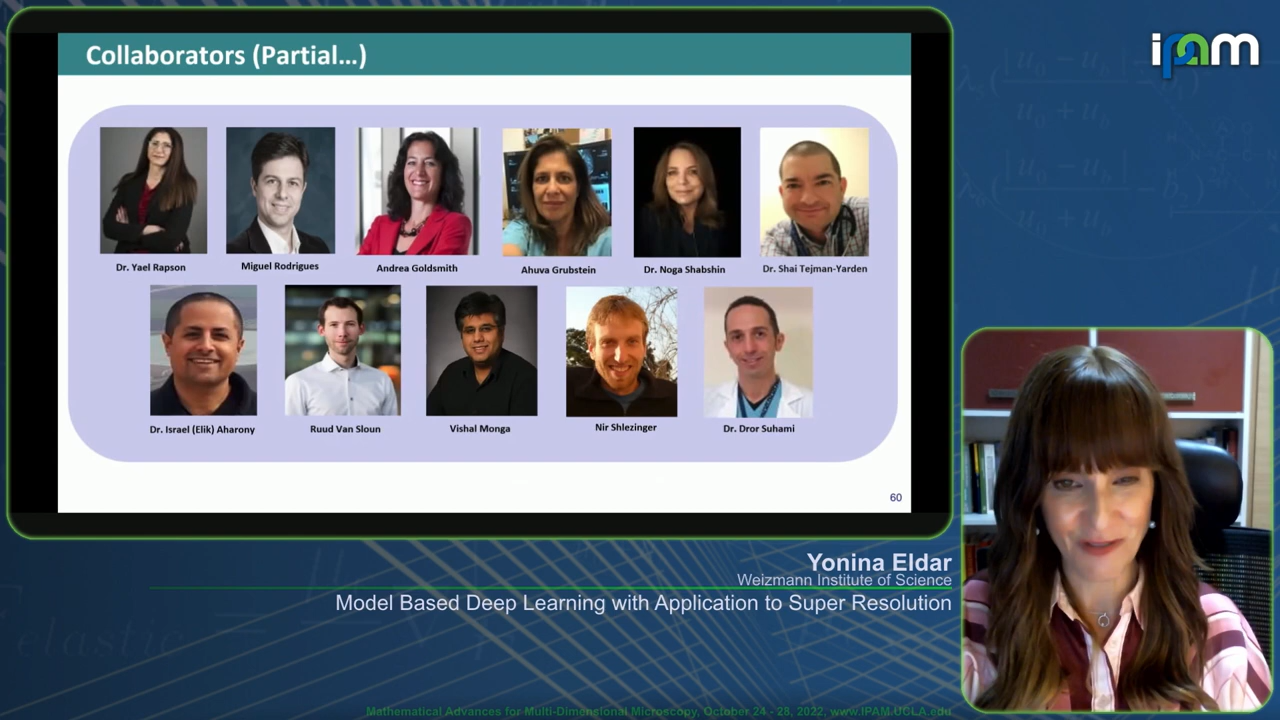 Collaborators (Partial...)
ipam
Dr. Yael Rapson
Miguel Rodrigues
Andrea Goldsmith
Ahuva Grubstein
Dr. Noga Shabshin
Dr. Shai Tejman-Yarden
Dr. Israel (Elik) Aharony
Ruud Van Sloun
Vishal Monga
Nir Shlezinger
Dr. Dror Suhami
60
Yonina Eldar
Weizmann Institute of Science
Model Based Deep Learning with Application to Super Resolution
elastic
Mathematical Advances for Multi-Dimensional Microscopy, October 24 - 28, 2022, www.IPAM.UCLA.edu